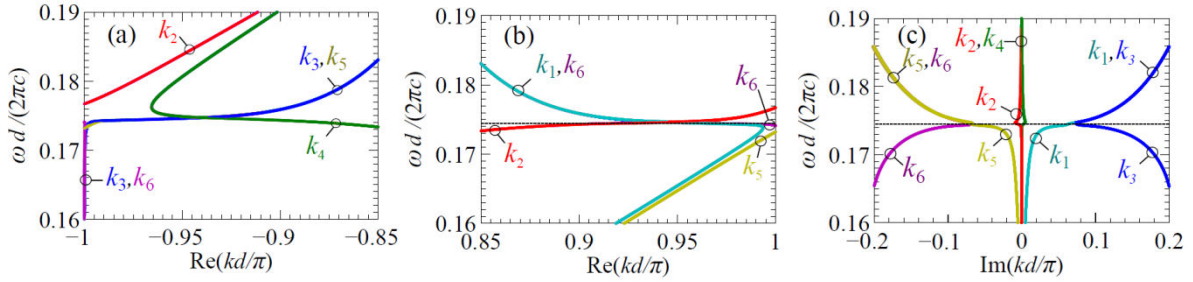 (a)
k2
k3,k5
k4
k3,k6
0.19
0.18
0.17
0.16
−1
−0.95
−0.9
−0.85
ωd/(2πc)
Re(kd/π)
(b)
k1,k6
k6
k2
k5
0.19
0.18
0.17
0.16
0.85
0.9
0.95
1
ωd/(2πc)
Re(kd/π)
(c)
k2,k4
k5,k6
k1,k3
k2
k5
k1
k6
k3
0.19
0.18
0.17
0.16
−0.2
−0.1
0
0.1
0.2
ωd/(2πc)
Im(kd/π)